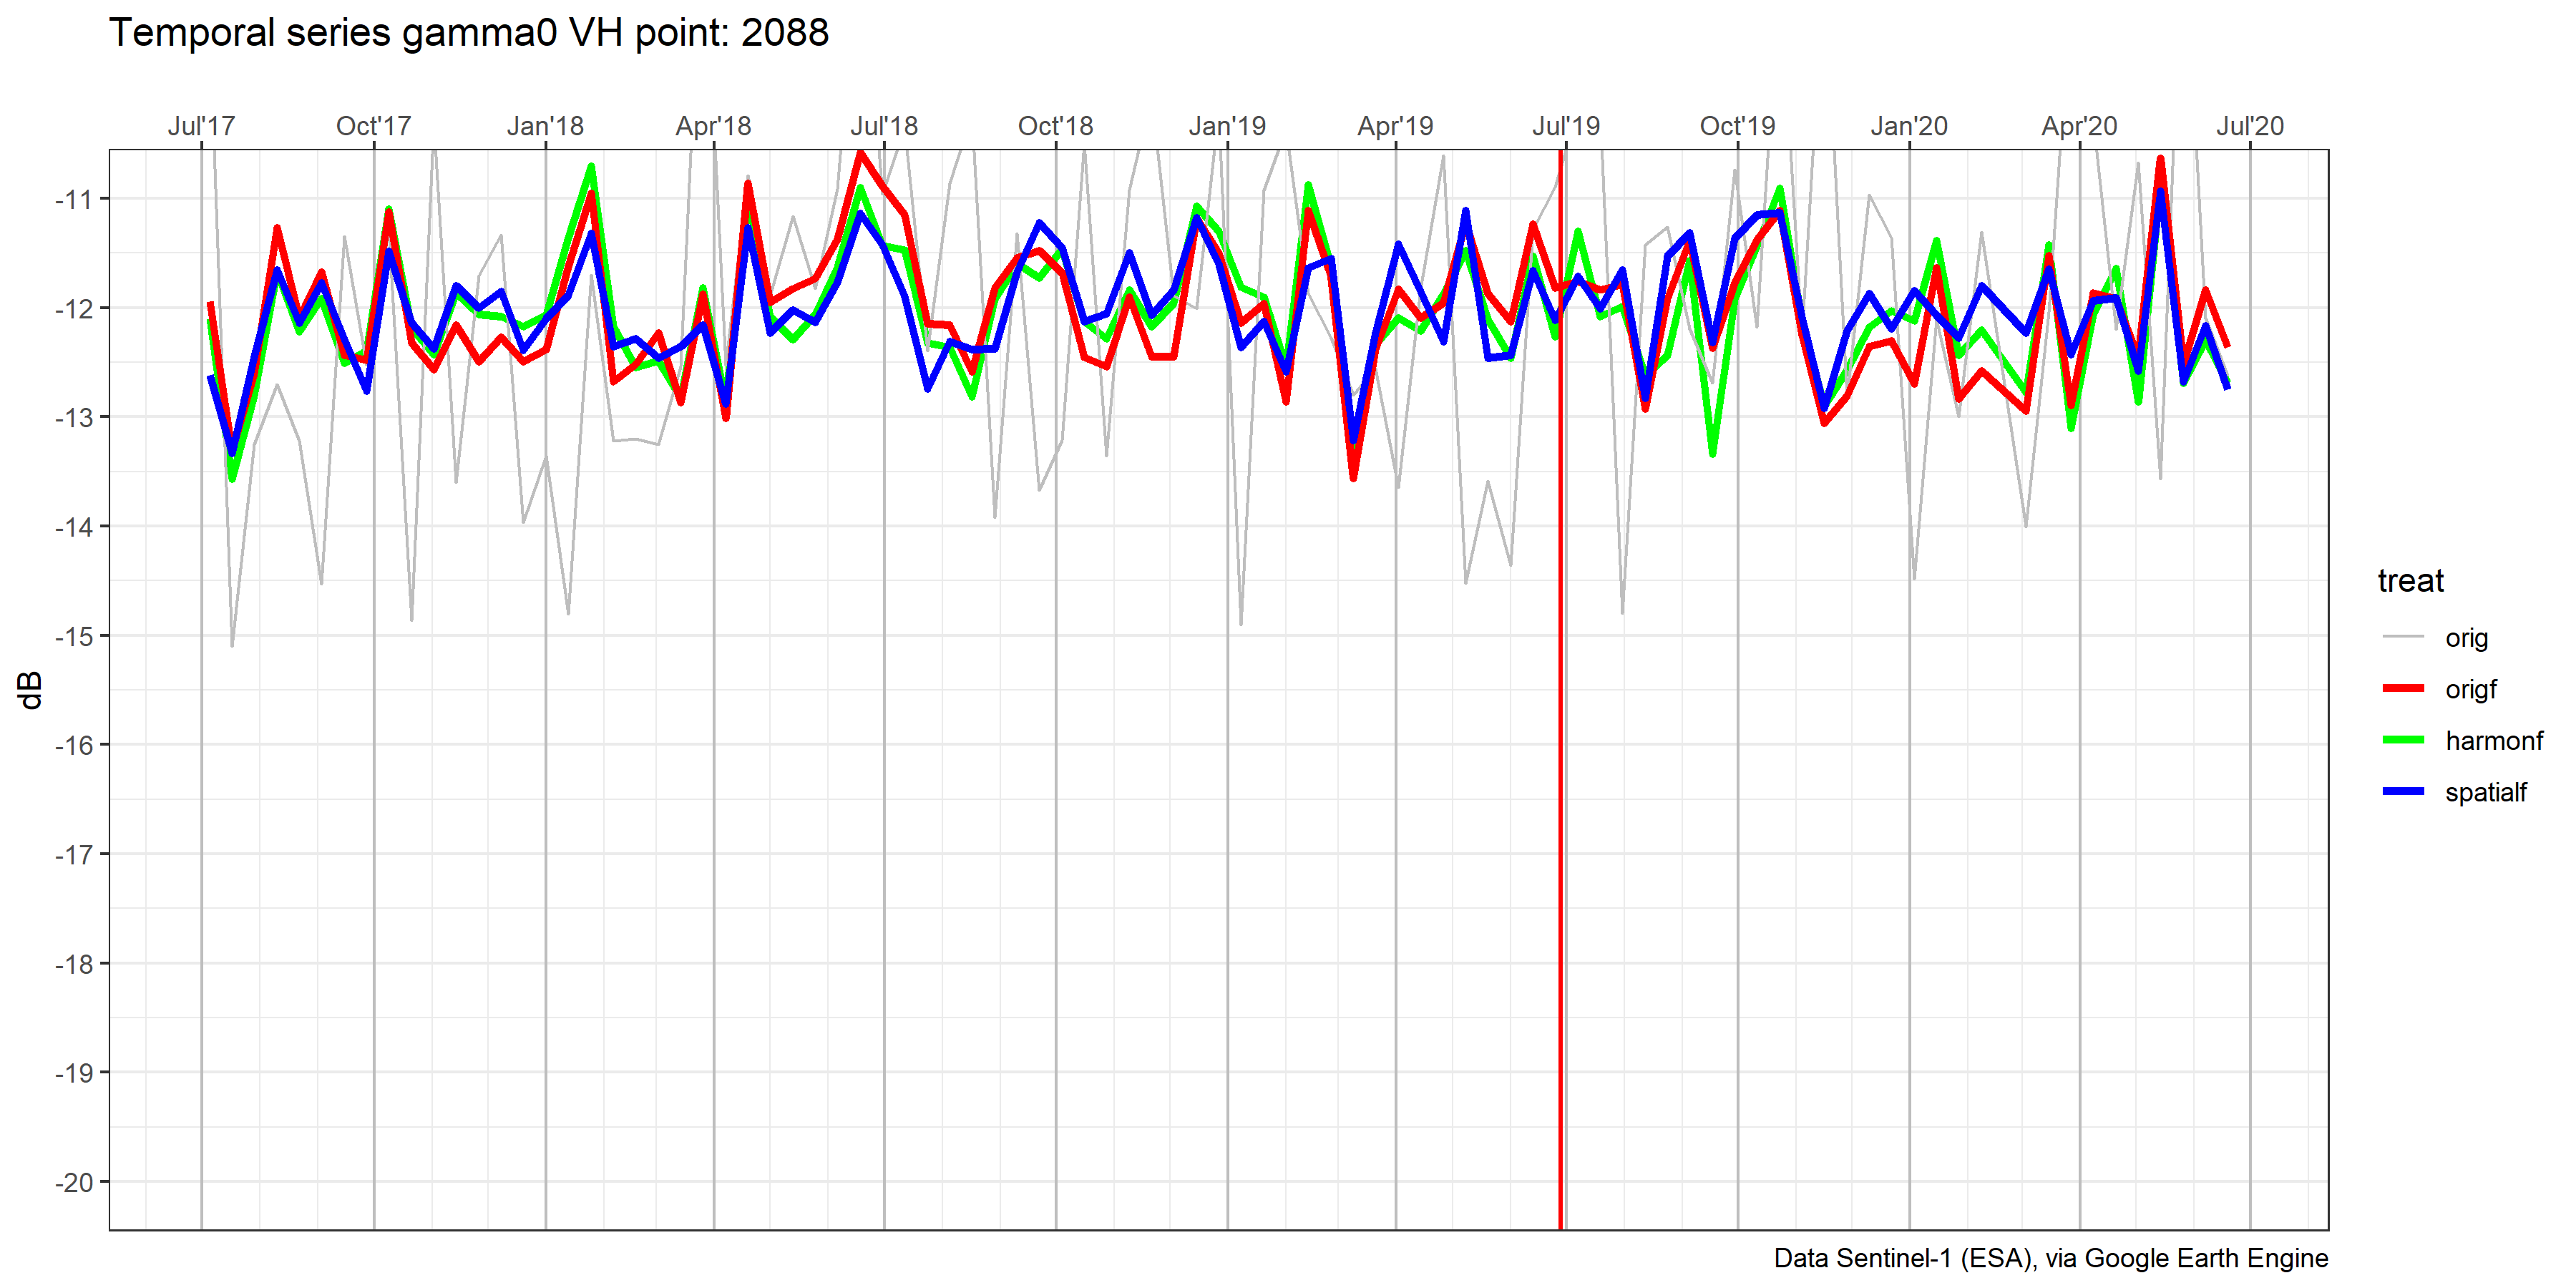 Temporal series gamma0 VH point: 2088
Jul'17 Oct'17 Jan'18 Apr'18 Jul'18 Oct'18 Jan'19 Apr'19 Jul'19 Oct'19 Jan'20 Apr'20 Jul'20
-11
-12
-13
-14
-15
-16
-17
-18
-19
-20
dB
treat
orig
origf
harmonf
spatialf
Data Sentinel-1 (ESA), via Google Earth Engine